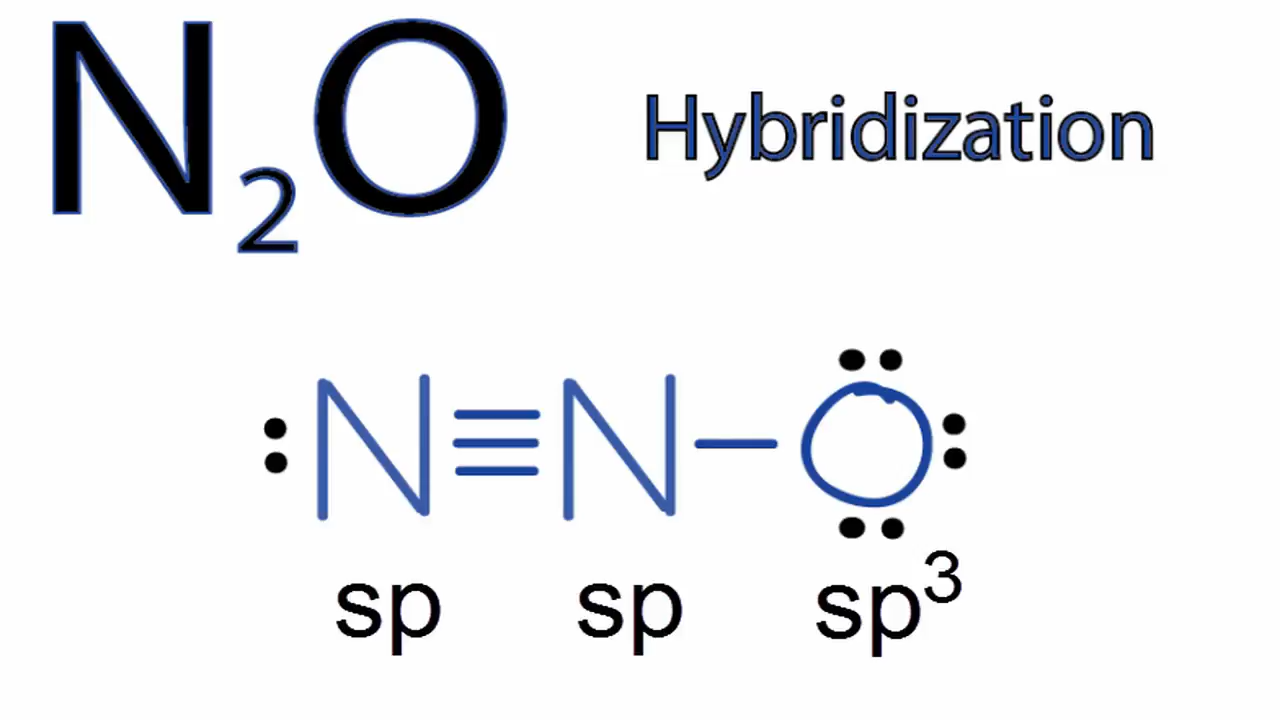 N₂O
Hybridization
:N≡N–Ö:
sp sp sp³